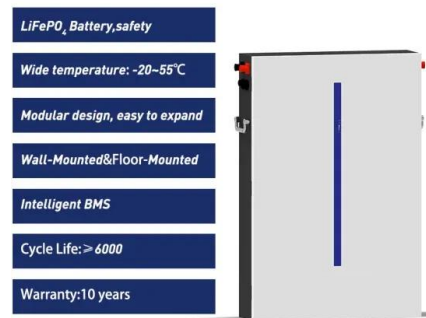 LiFePO₄ Battery,safety
Wide temperature: -20~55℃
Modular design, easy to expand
Wall-Mounted&Floor-Mounted
Intelligent BMS
Cycle Life:≥6000
Warranty:10 years